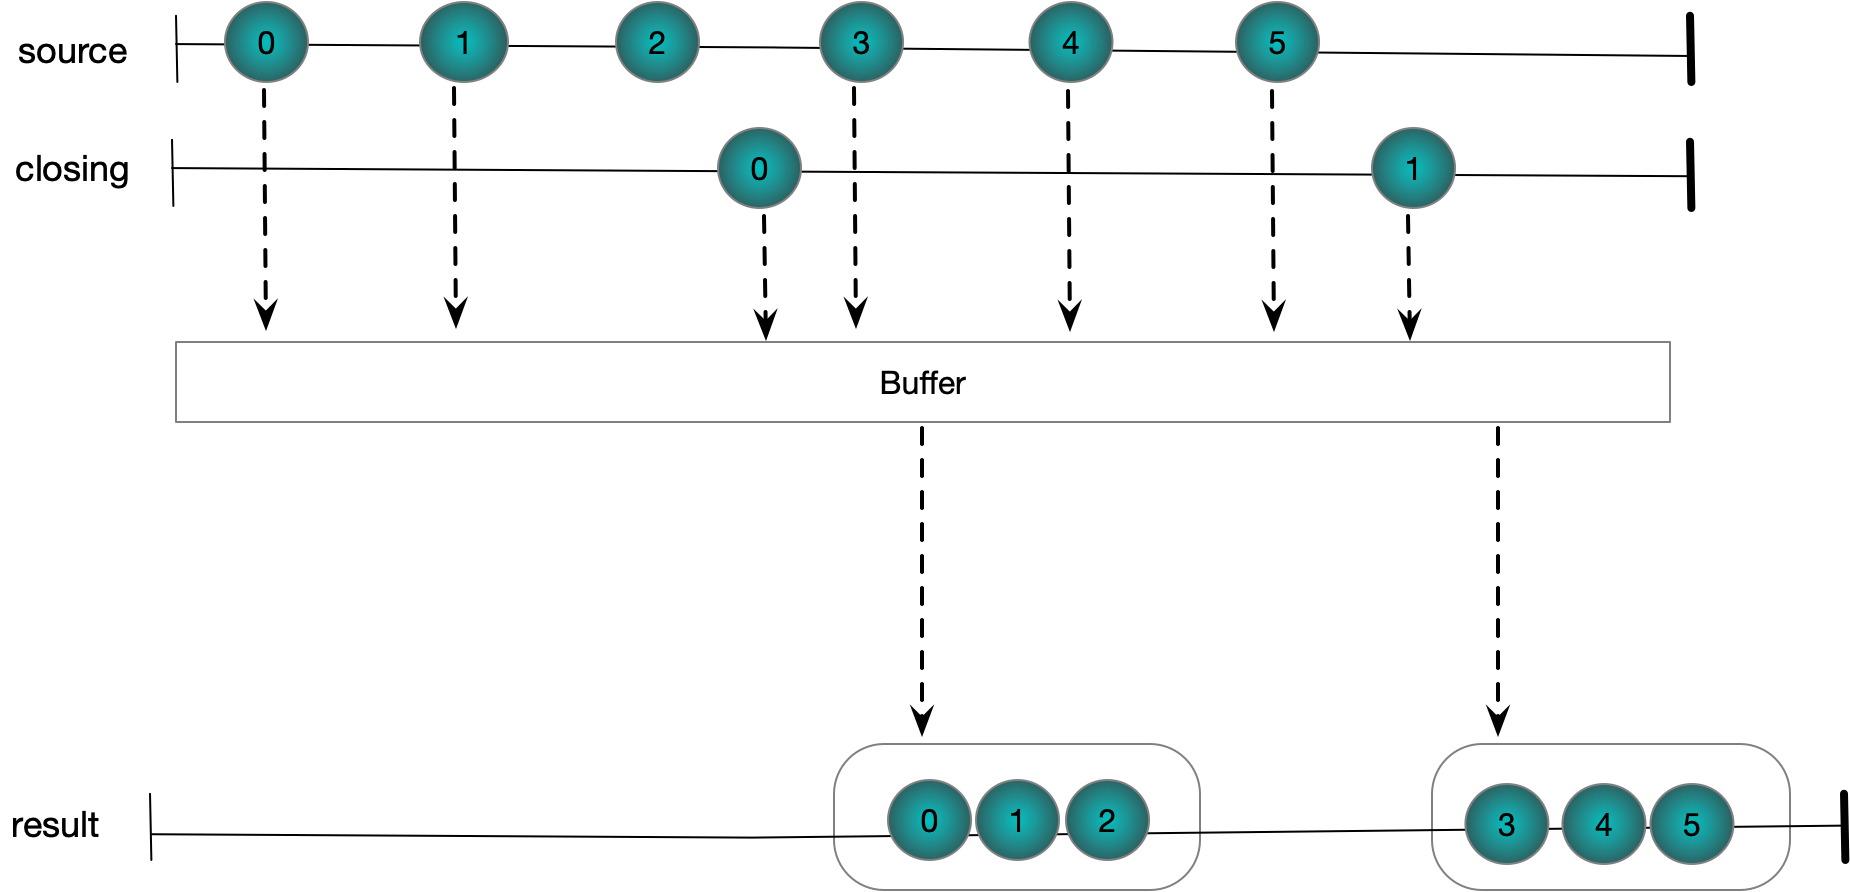 source 0 1 2 3 4 5
closing 0 1
Buffer
result 0 1 2 3 4 5